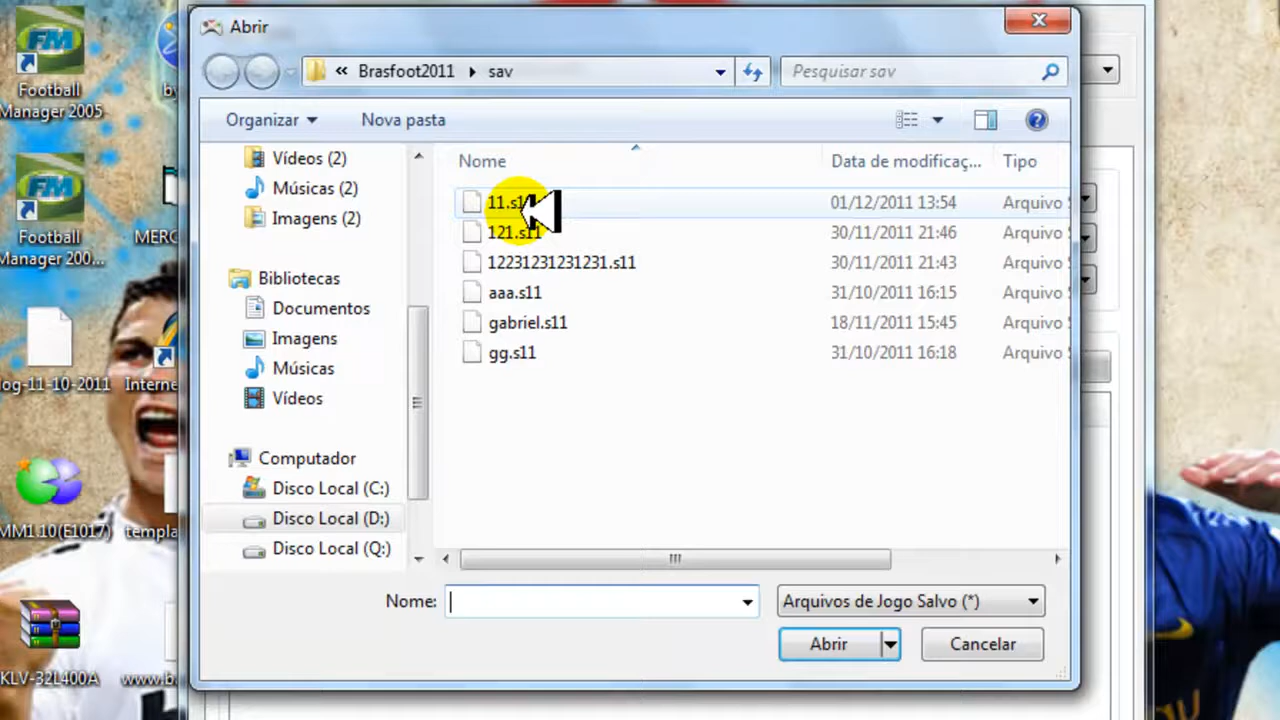 Abrir
Brasfoot2011 sav
Pesquisar sav
Organizar
Nova pasta
Nome
Data de modificaç...
Tipo
Vídeos (2)
Músicas (2)
Imagens (2)
Bibliotecas
Documentos
Imagens
Músicas
Vídeos
Computador
Disco Local (C:)
Disco Local (D:)
Disco Local (Q:)
01/12/2011 13:54
Arquivo
121.s11
30/11/2011 21:46
Arquivo
12231231231231.s11
30/11/2011 21:43
Arquivo
aaa.s11
31/10/2011 16:15
Arquivo
gabriel.s11
18/11/2011 15:45
Arquivo
gg.s11
31/10/2011 16:18
Arquivo
Nome:
Arquivos de Jogo Salvo (*)
Abrir
Cancelar
FM
Football
Manager 2005
FM
Football
Manager 200...
MERC
og-11-10-2011
Interne
MM1.10(E1017)
templa
KLV-32L400A